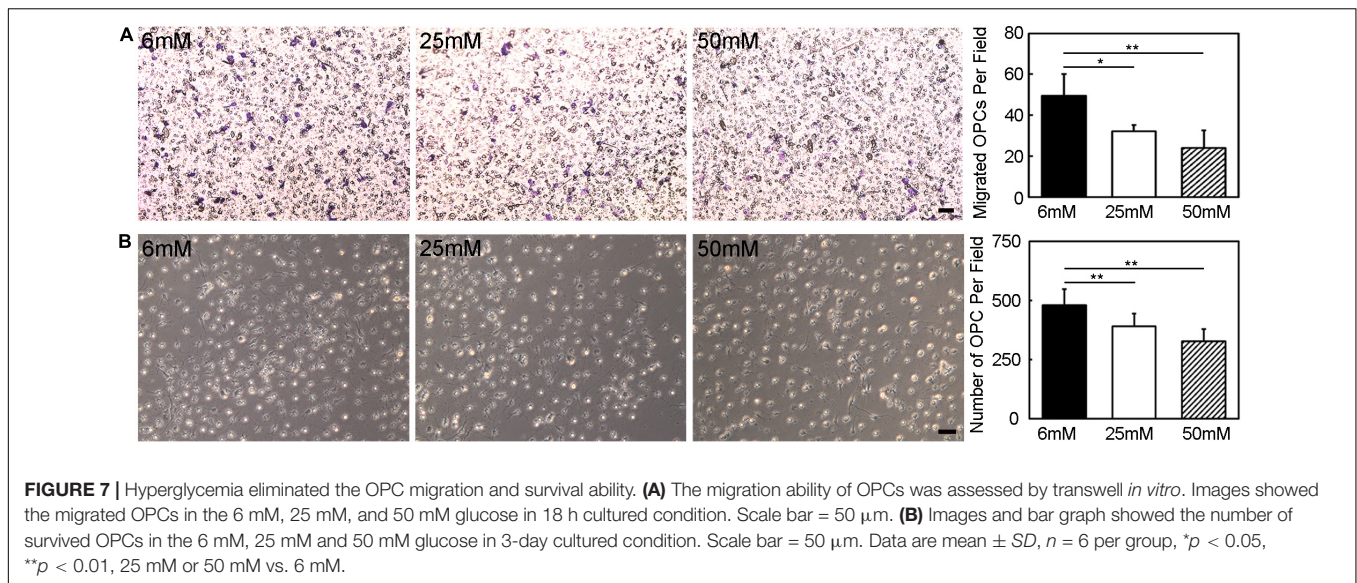 A
6mM
25mM
50mM
Migrated OPCs Per Field
80
60
40
20
0
**
*
6mM
25mM
50mM
B
6mM
25mM
50mM
Number of OPC Per Field
750
500
250
0
**
**
6mM
25mM
50mM
FIGURE 7 | Hyperglycemia eliminated the OPC migration and survival ability. (A) The migration ability of OPCs was assessed by transwell in vitro. Images showed
the migrated OPCs in the 6 mM, 25 mM, and 50 mM glucose in 18 h cultured condition. Scale bar = 50 μm. (B) Images and bar graph showed the number of
survived OPCs in the 6 mM, 25 mM and 50 mM glucose in 3-day cultured condition. Scale bar = 50 μm. Data are mean ± SD, n = 6 per group, *p < 0.05,
**p < 0.01, 25 mM or 50 mM vs. 6 mM.